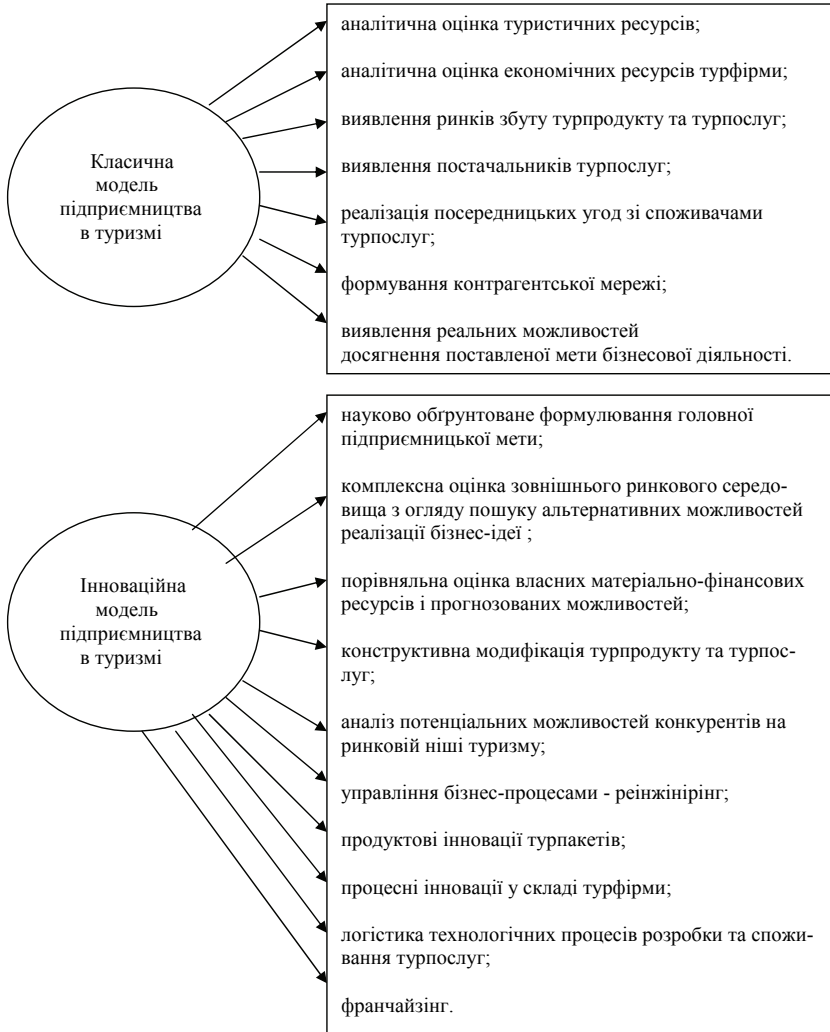 Класична
модель
підприємництва
в туризмі
аналітична оцінка туристичних ресурсів;
аналітична оцінка економічних ресурсів турфірми;
виявлення ринків збуту турпродукту та турпослуг;
виявлення постачальників турпослуг;
реалізація посередницьких угод зі споживачами
турпослуг;
формування контрагентської мережі;
виявлення реальних можливостей
досягнення поставленої мети бізнесової діяльності.
Інноваційна
модель
підприємництва
в туризмі
науково обґрунтоване формулювання головної
підприємницької мети;
комплексна оцінка зовнішнього ринкового середо-
вища з огляду пошуку альтернативних можливостей
реалізації бізнес-ідеї ;
порівняльна оцінка власних матеріально-фінансових
ресурсів і прогнозованих можливостей;
конструктивна модифікація турпродукту та турпос-
луг;
аналіз потенціальних можливостей конкурентів на
ринковій ніші туризму;
управління бізнес-процесами - реінжінірінг;
продуктові інновації турпакетів;
процесні інновації у складі турфірми;
логістика технологічних процесів розробки та спожи-
вання турпослуг;
франчайзінг.